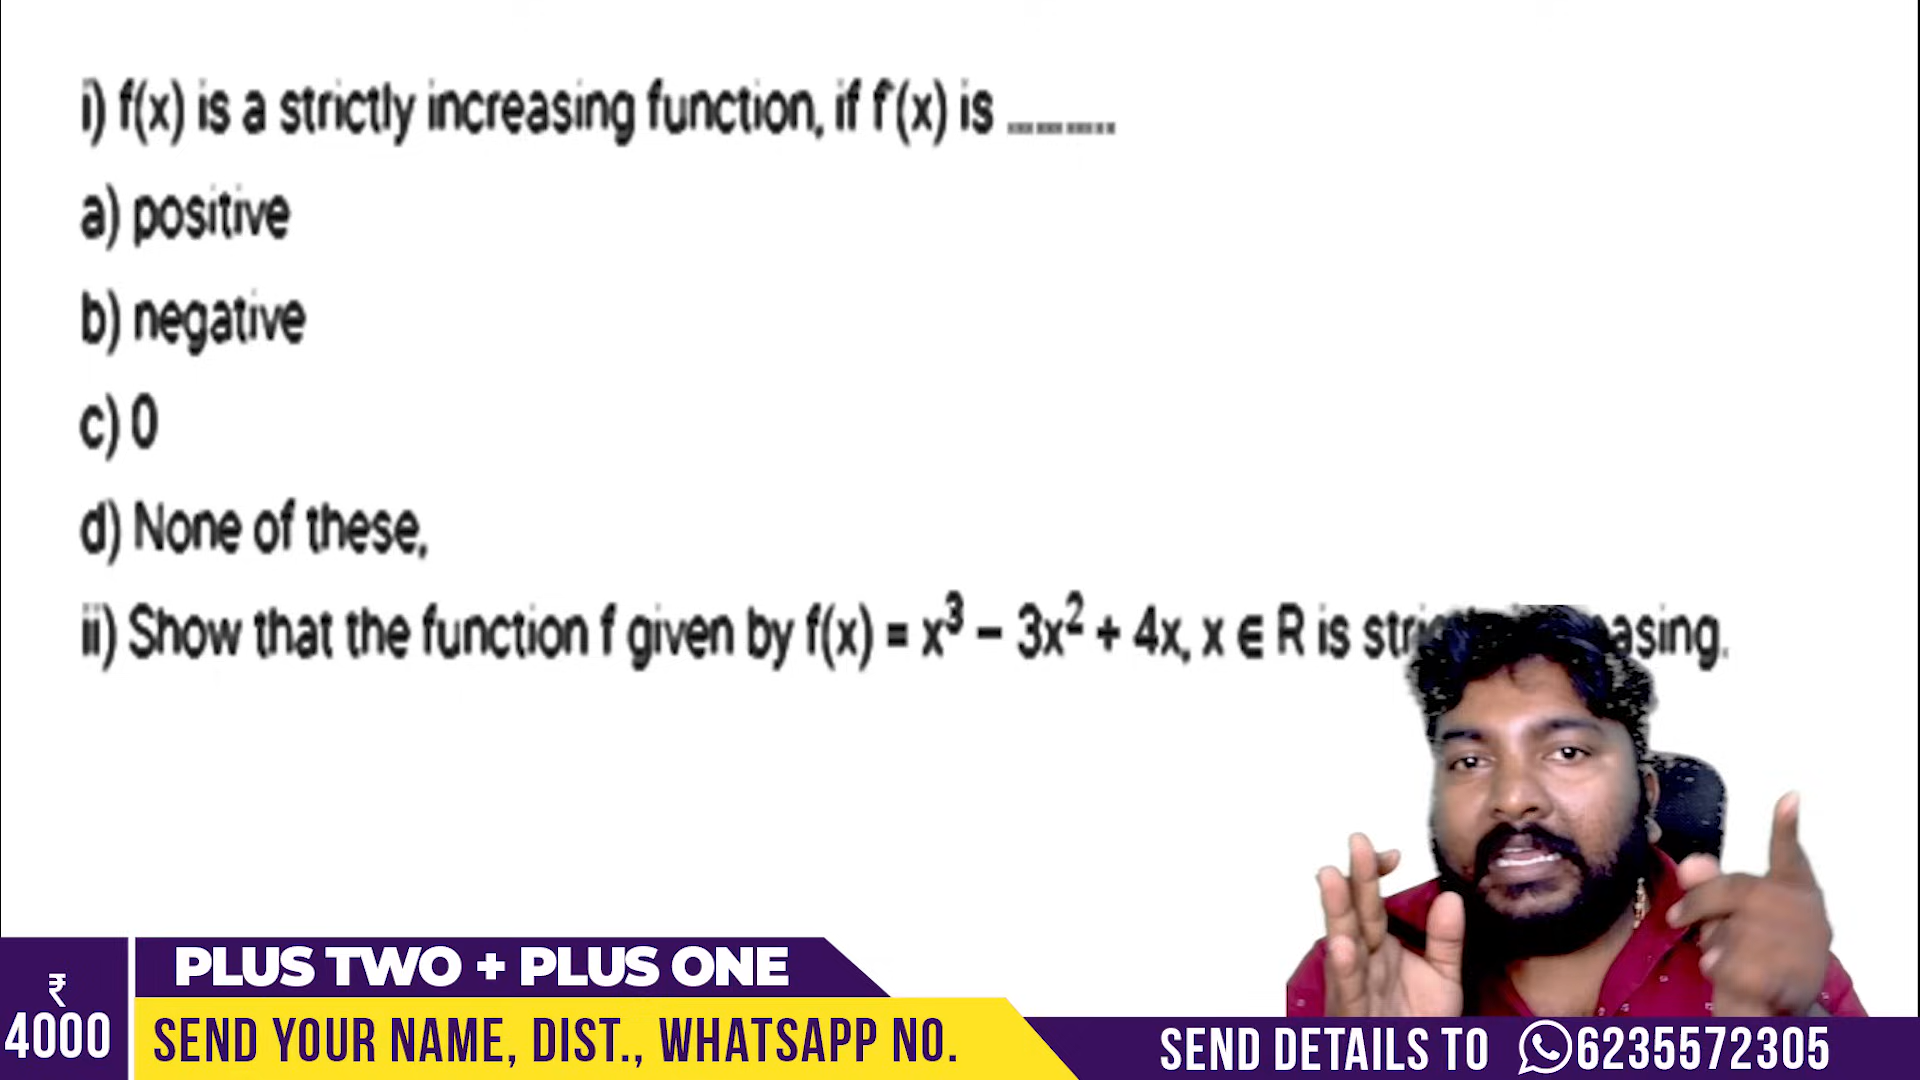 i) f(x) is a strictly increasing function, if f'(x) is ..........
a) positive
b) negative
c) 0
d) None of these,
ii) Show that the function f given by f(x) = x³ − 3x² + 4x, x ∈ R is
PLUS TWO + PLUS ONE
₹
4000
SEND YOUR NAME, DIST., WHATSAPP NO.
SEND DETAILS TO 6235572305